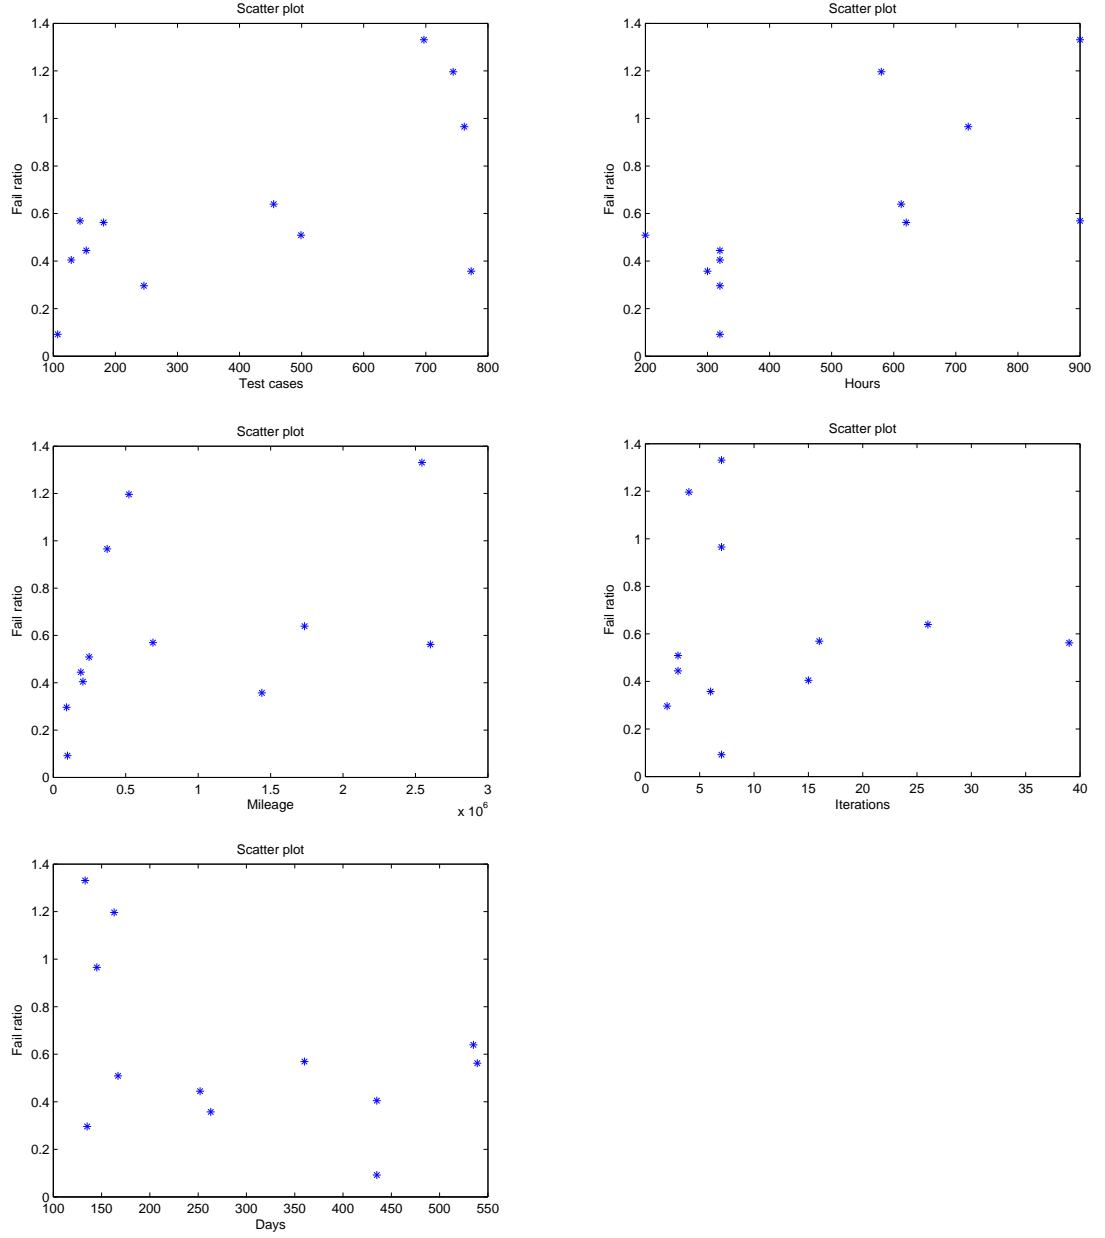 Scatter plot
1.4
1.2
1
0.8
0.6
0.4
0.2
0
Fail ratio
100 200 300 400 500 600 700 800
Test cases
Scatter plot
1.4
1.2
1
0.8
0.6
0.4
0.2
0
Fail ratio
200 300 400 500 600 700 800 900
Hours
Scatter plot
1.4
1.2
1
0.8
0.6
0.4
0.2
0
Fail ratio
0 0.5 1 1.5 2 2.5 3
Mileage
x 10^6
Scatter plot
1.4
1.2
1
0.8
0.6
0.4
0.2
0
Fail ratio
0 5 10 15 20 25 30 35 40
Iterations
Scatter plot
1.4
1.2
1
0.8
0.6
0.4
0.2
0
Fail ratio
100 150 200 250 300 350 400 450 500 550
Days